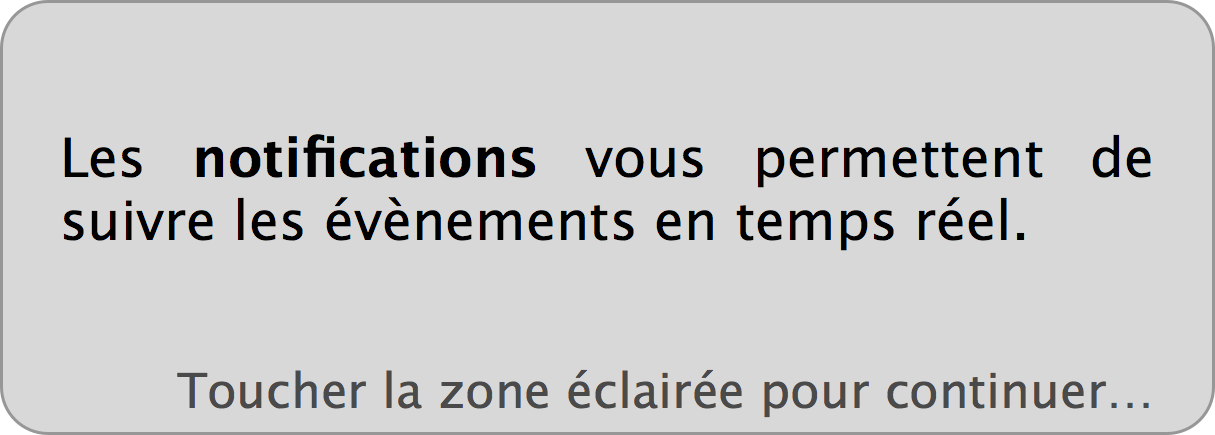 Les notifications vous permettent de
suivre les évènements en temps réel.
Toucher la zone éclairée pour continuer…